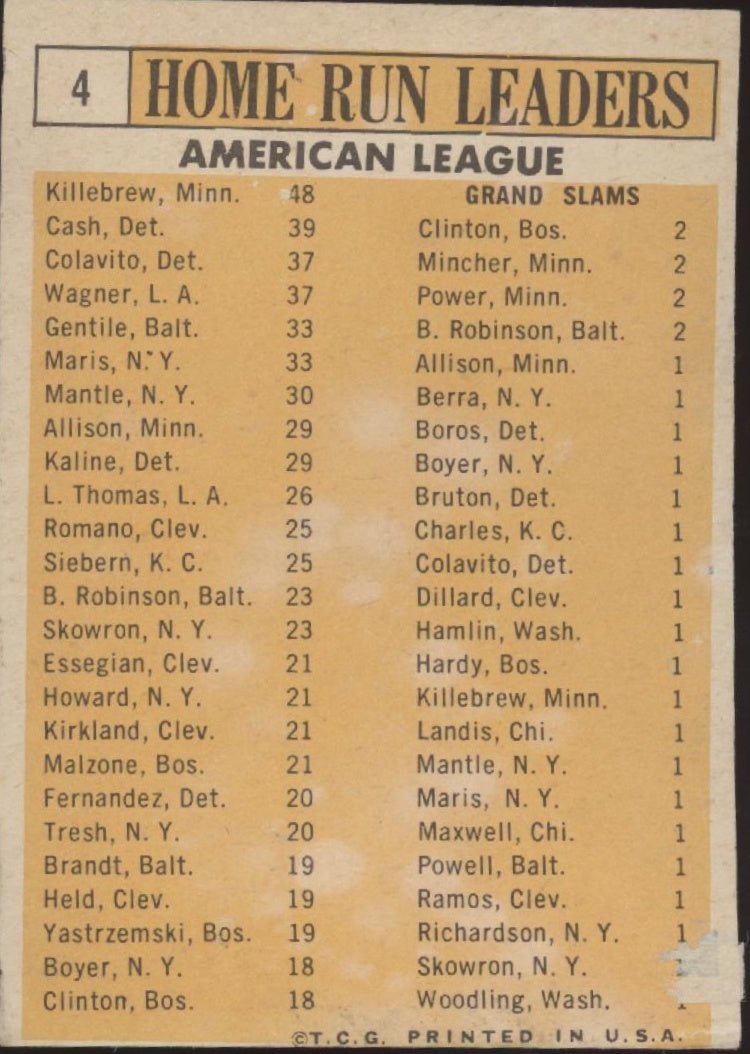 4 HOME RUN LEADERS
AMERICAN LEAGUE
Killebrew, Minn. 48
Cash, Det. 39
Colavito, Det. 37
Wagner, L. A. 37
Gentile, Balt. 33
Maris, N. Y. 33
Mantle, N. Y. 30
Allison, Minn. 29
Kaline, Det. 29
L. Thomas, L. A. 26
Romano, Clev. 25
Siebern, K. C. 25
B. Robinson, Balt. 23
Skowron, N. Y. 23
Essegian, Clev. 21
Howard, N. Y. 21
Kirkland, Clev. 21
Malzone, Bos. 21
Fernandez, Det. 20
Tresh, N. Y. 20
Brandt, Balt. 19
Held, Clev. 19
Yastrzemski, Bos. 19
Boyer, N. Y. 18
Clinton, Bos. 18
GRAND SLAMS
Clinton, Bos. 2
Mincher, Minn. 2
Power, Minn. 2
B. Robinson, Balt. 2
Allison, Minn. 1
Berra, N. Y. 1
Boros, Det. 1
Boyer, N. Y. 1
Bruton, Det. 1
Charles, K. C. 1
Colavito, Det. 1
Dillard, Clev. 1
Hamlin, Wash. 1
Hardy, Bos. 1
Killebrew, Minn. 1
Landis, Chi. 1
Mantle, N. Y. 1
Maris, N. Y. 1
Maxwell, Chi. 1
Powell, Balt. 1
Ramos, Clev. 1
Richardson, N. Y. 1
Skowron, N. Y.
Woodling, Wash.
©T.C.G. PRINTED IN U.S.A.